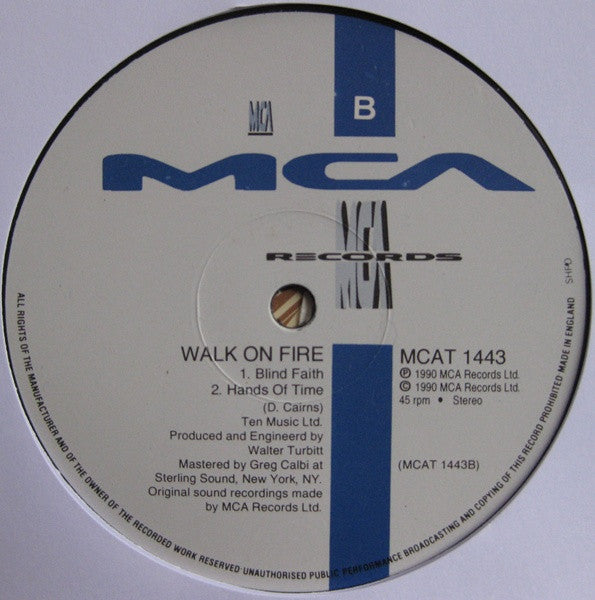 B
MCA
MCA
MCA
RECORDS
WALK ON FIRE
1. Blind Faith
2. Hands Of Time
(D. Cairns)
Ten Music Ltd.
Produced and Engineerd by
Walter Turbitt
Mastered by Greg Calbi at
Sterling Sound, New York, NY.
Original sound recordings made
by MCA Records Ltd.
MCAT 1443
℗ 1990 MCA Records Ltd.
© 1990 MCA Records Ltd.
45 rpm • Stereo
(MCAT 1443B)
ALL RIGHTS OF THE MANUFACTURER AND OF THE OWNER OF THE RECORDED WORK RESERVED UNAUTHORISED PUBLIC PERFORMANCE BROADCASTING AND COPYING OF THIS RECORD PROHIBITED MADE IN ENGLAND